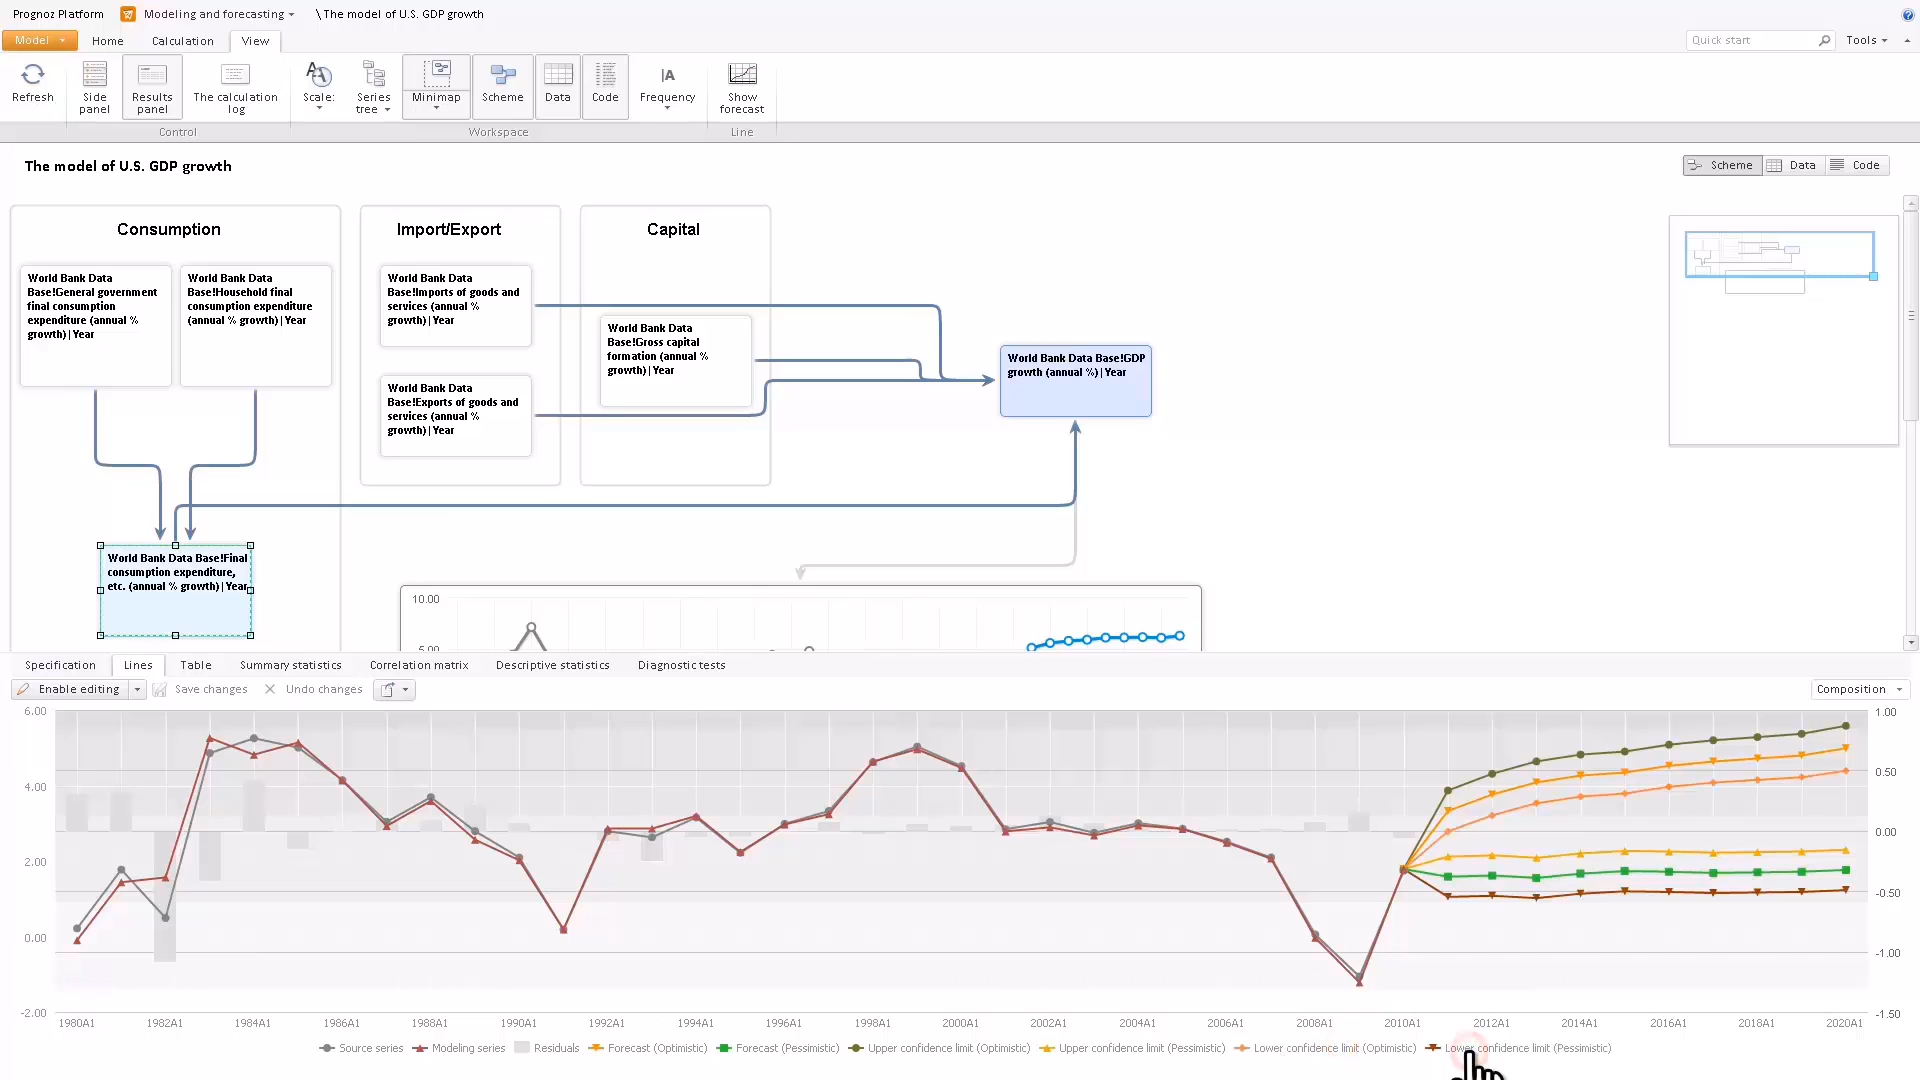 Prognoz Platform Modeling and forecasting \ The model of U.S. GDP growth
Model Home Calculation View Quick start Tools
Refresh
Side panel
Results panel
The calculation log
Scale:
Series tree
Minimap
Scheme
Data
Code
Frequency
Show forecast
Control Workspace Line
The model of U.S. GDP growth
Scheme Data Code
Consumption
World Bank Data
Base!General government
final consumption
expenditure (annual %
growth)|Year
World Bank Data
Base!Household final
consumption expenditure
(annual % growth)|Year
Import/Export
World Bank Data
Base!Imports of goods and
services (annual %
growth)|Year
World Bank Data
Base!Exports of goods and
services (annual %
growth)|Year
Capital
World Bank Data
Base!Gross capital
formation (annual %
growth)|Year
World Bank Data Base!GDP
growth (annual %)|Year
World Bank Data Base!Final
consumption expenditure,
etc. (annual % growth)|Year
10.00
5.00
Specification Lines Table Summary statistics Correlation matrix Descriptive statistics Diagnostic tests
Enable editing Save changes Undo changes Composition
6.00
4.00
2.00
0.00
-2.00
1.00
0.50
0.00
-0.50
-1.00
-1.50
1980A1 1982A1 1984A1 1986A1 1988A1 1990A1 1992A1 1994A1 1996A1 1998A1 2000A1 2002A1 2004A1 2006A1 2008A1 2010A1 2012A1 2014A1 2016A1 2018A1 2020A1
Source series Modeling series Residuals Forecast (Optimistic) Forecast (Pessimistic) Upper confidence limit (Optimistic) Upper confidence limit (Pessimistic) Lower confidence limit (Optimistic) Lower confidence limit (Pessimistic)